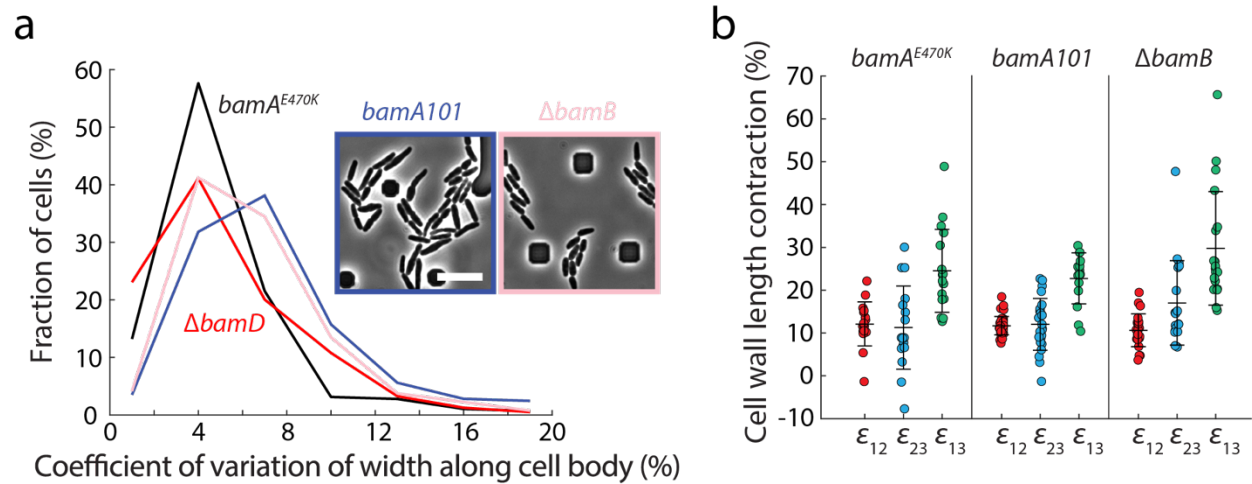 a
Fraction of cells (%)
60
50
40
30
20
10
0
0
4
8
12
16
20
Coefficient of variation of width along cell body (%)
bamA^E470K
ΔbamD
bamA101
ΔbamB
b
Cell wall length contraction (%)
70
60
50
40
30
20
10
0
-10
bamA^E470K
bamA101
ΔbamB
ε12 ε23 ε13 ε12 ε23 ε13 ε12 ε23 ε13